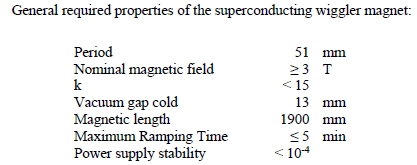 General required properties of the superconducting wiggler magnet:
Period 51 mm
Nominal magnetic field ≥3 T
k <15
Vacuum gap cold 13 mm
Magnetic length 1900 mm
Maximum Ramping Time ≤5 min
Power supply stability <10⁻⁴